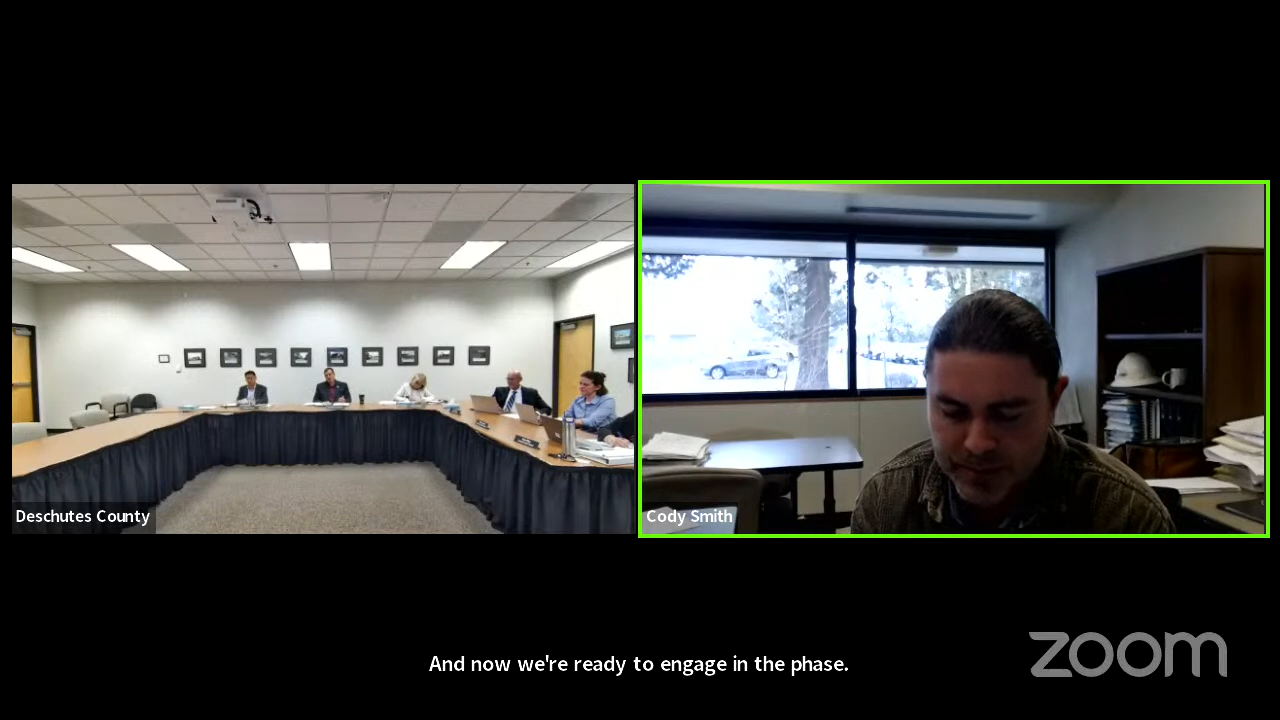 Deschutes County
Cody Smith
And now we're ready to engage in the phase.
zoom